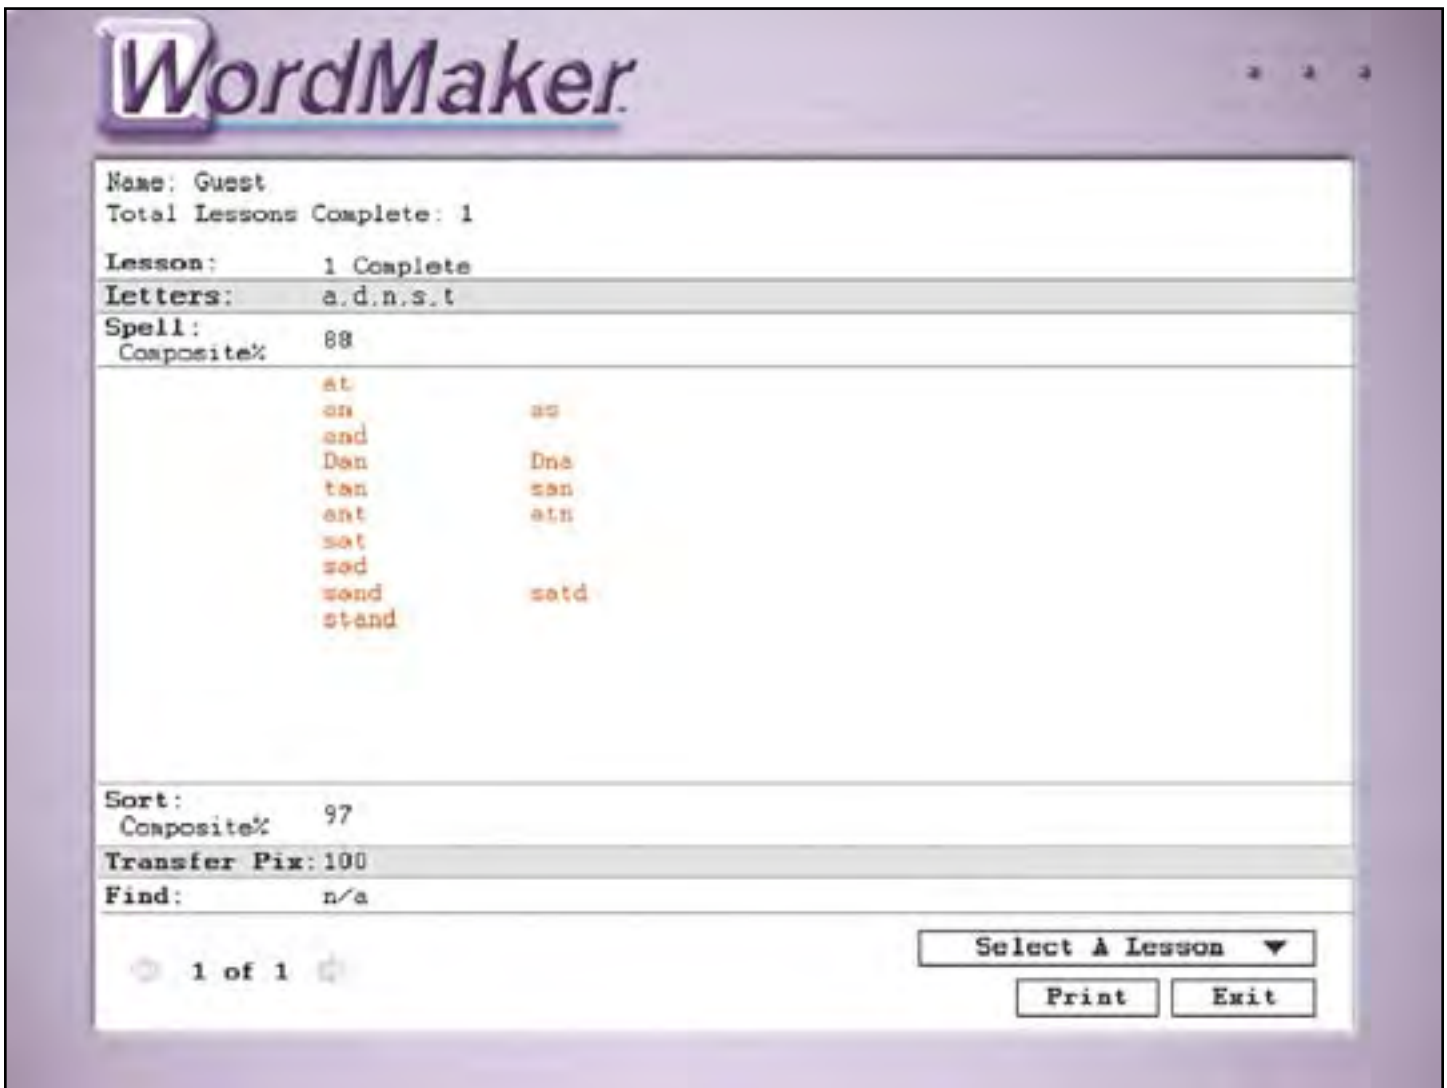 WordMaker
a a a
Name: Guest
Total Lessons Complete: 1
Lesson: 1 Complete
Letters: a,d,n,s,t
Spell:
Composite% 88
at
an as
and
Dan Dna
tan san
ant atn
sat
sad
sand satd
stand
Sort:
Composite% 97
Transfer Pix: 100
Find: n/a
1 of 1
Select A Lesson
Print Exit